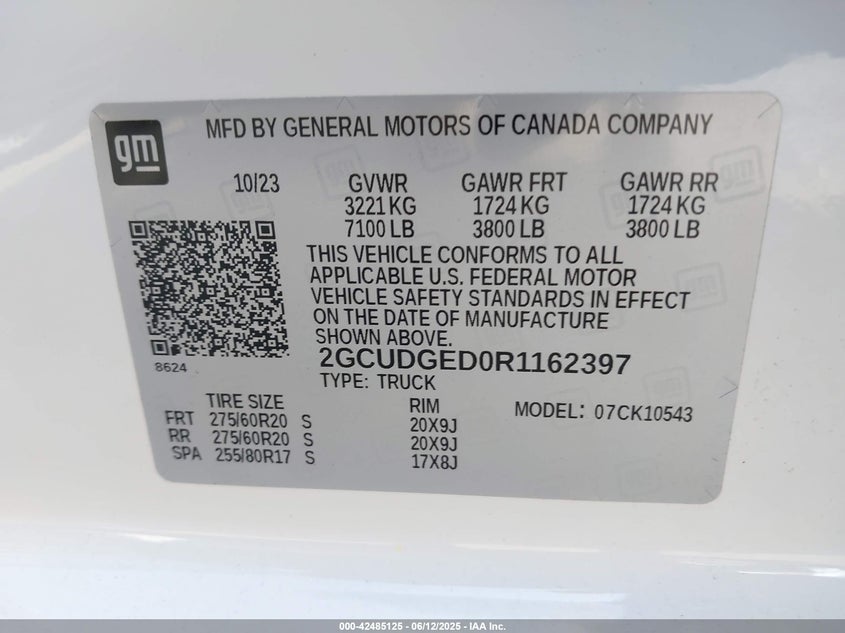 gm
MFD BY GENERAL MOTORS OF CANADA COMPANY
10/23 GVWR GAWR FRT GAWR RR
3221 KG 1724 KG 1724 KG
7100 LB 3800 LB 3800 LB
THIS VEHICLE CONFORMS TO ALL
APPLICABLE U.S. FEDERAL MOTOR
VEHICLE SAFETY STANDARDS IN EFFECT
ON THE DATE OF MANUFACTURE
SHOWN ABOVE.
8624
2GCUDGED0R1162397
TYPE: TRUCK
TIRE SIZE RIM MODEL: 07CK10543
FRT 275/60R20 S 20X9J
RR 275/60R20 S 20X9J
SPA 255/80R17 S 17X8J
000-42485125 - 06/12/2025 - IAA Inc.